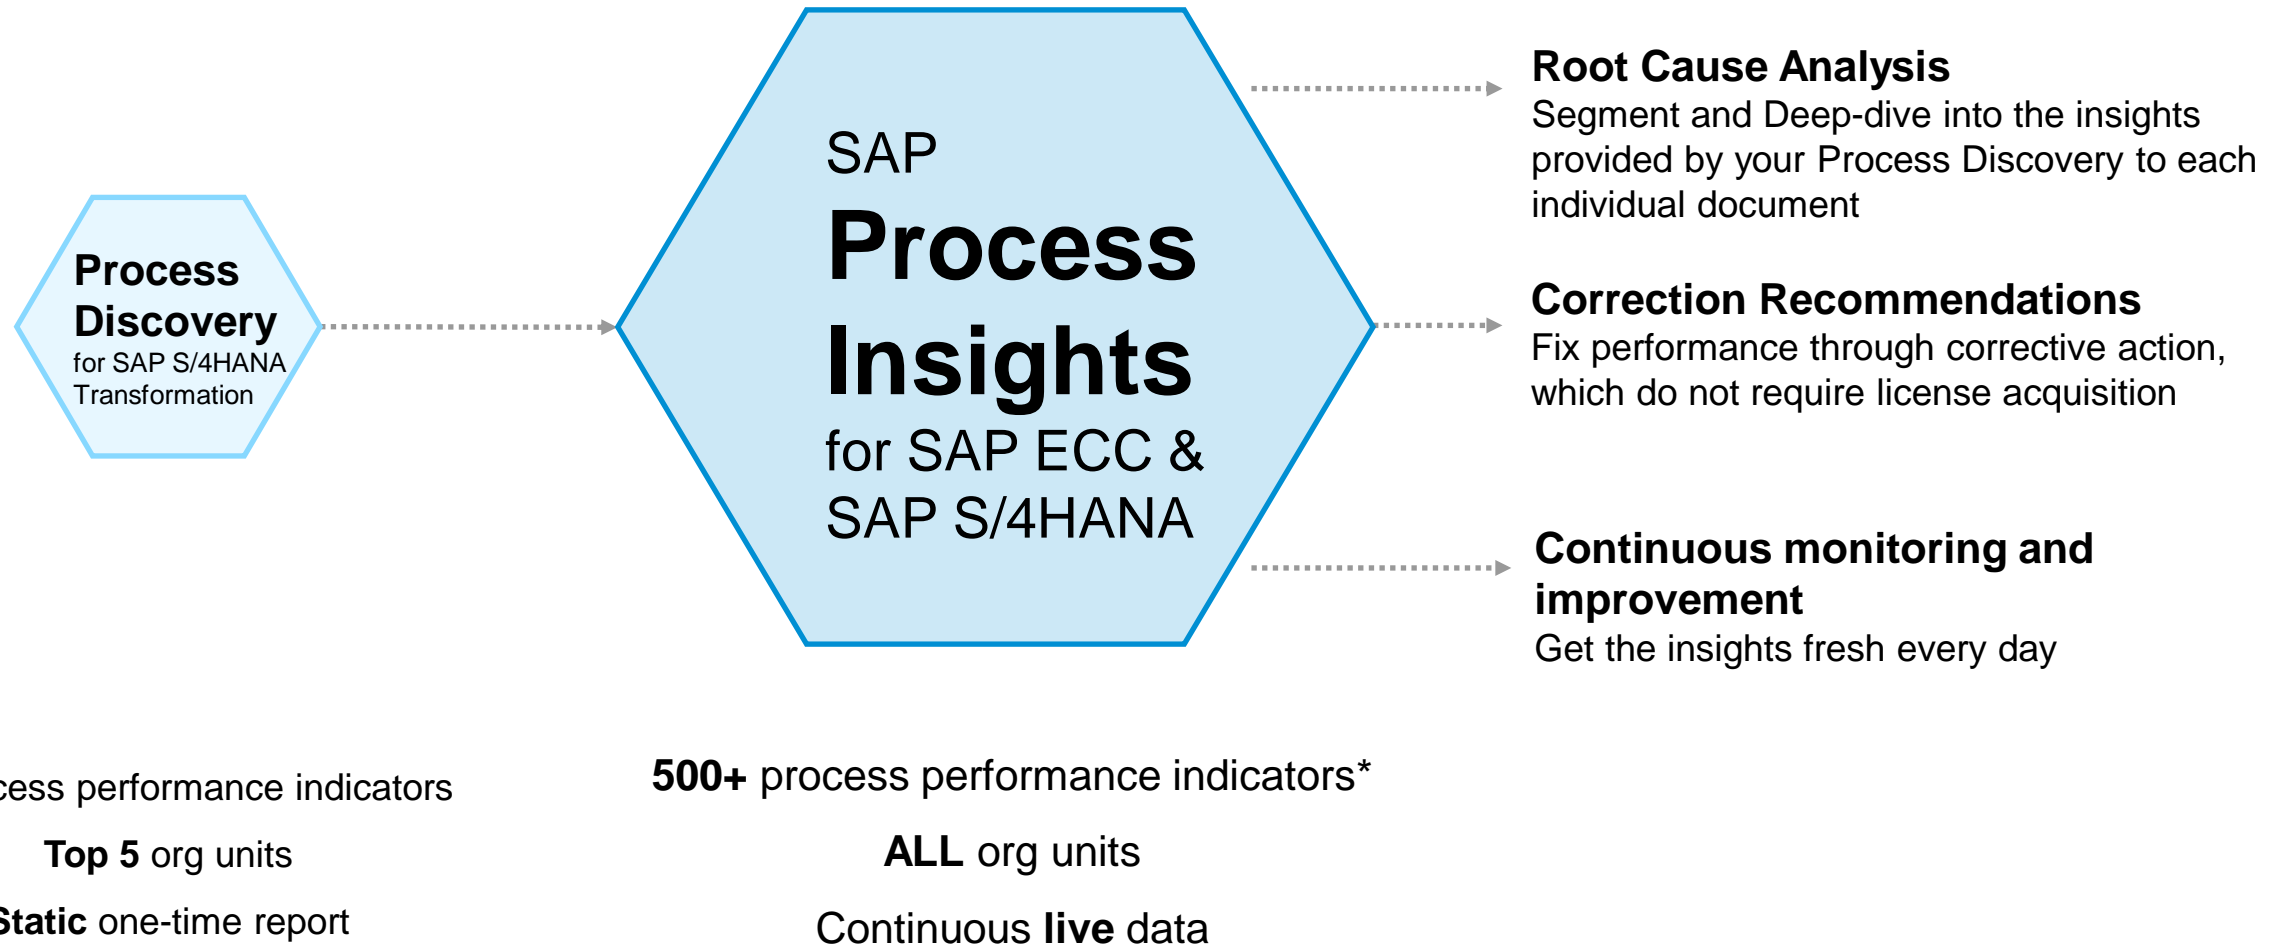 Process
Discovery
for SAP S/4HANA
Transformation
SAP
Process
Insights
for SAP ECC &
SAP S/4HANA
Root Cause Analysis
Segment and Deep-dive into the insights
provided by your Process Discovery to each
individual document
Correction Recommendations
Fix performance through corrective action,
which do not require license acquisition
Continuous monitoring and
improvement
Get the insights fresh every day
performance indicators
Top 5 org units
Static one-time report
500+ process performance indicators*
ALL org units
Continuous live data